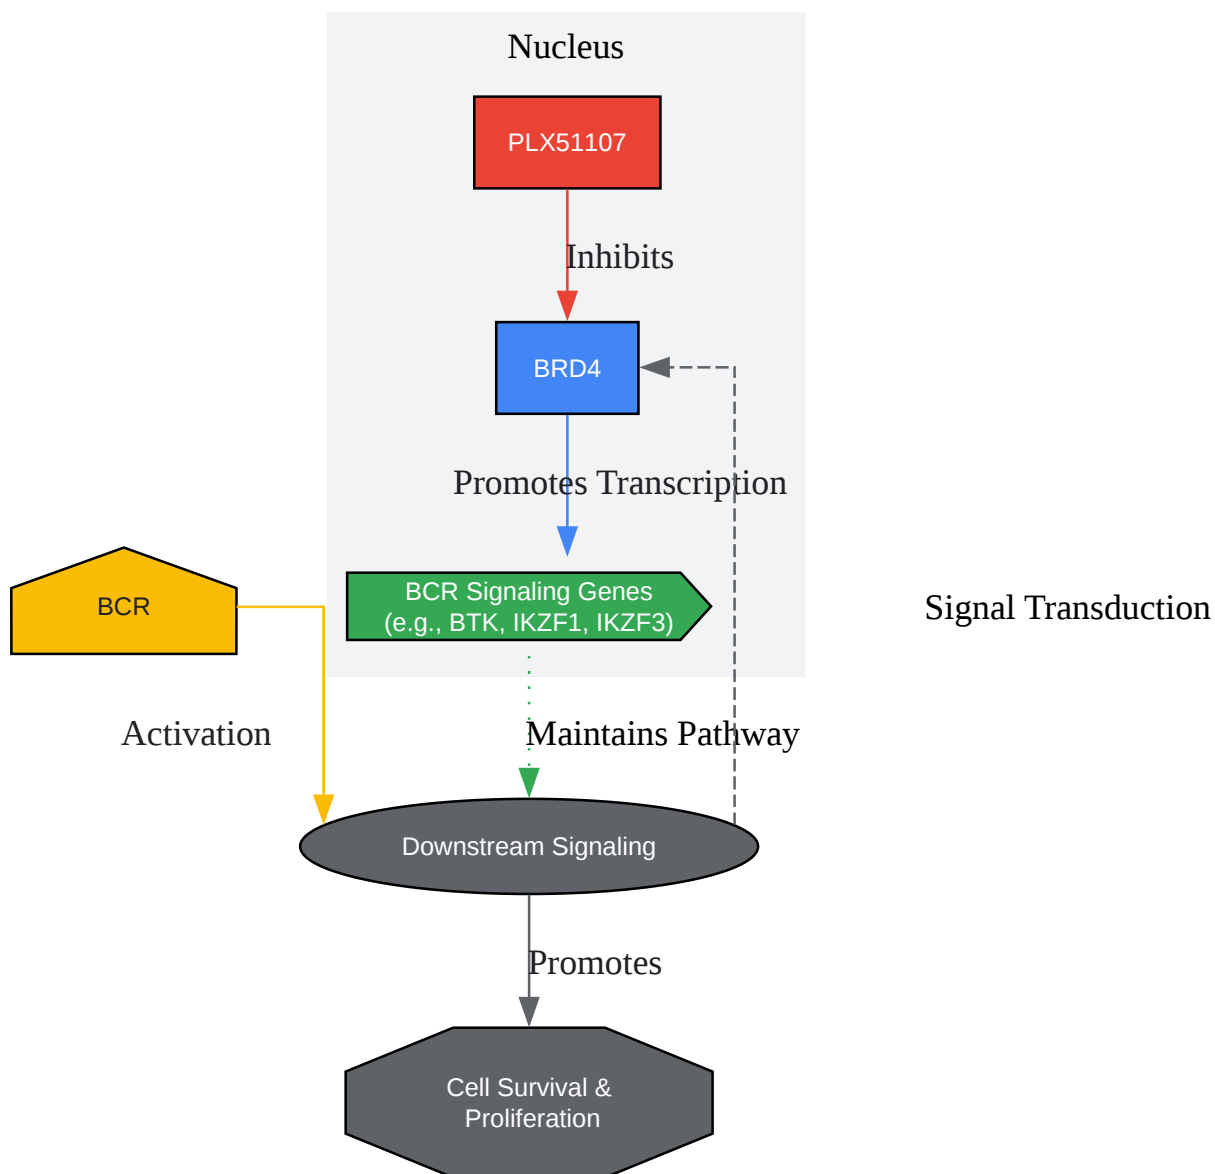 Nucleus
PLX51107
Inhibits
BRD4
Promotes Transcription
BCR
BCR Signaling Genes
(e.g., BTK, IKZF1, IKZF3)
Signal Transduction
Activation
Maintains Pathway
Downstream Signaling
Promotes
Cell Survival &
Proliferation